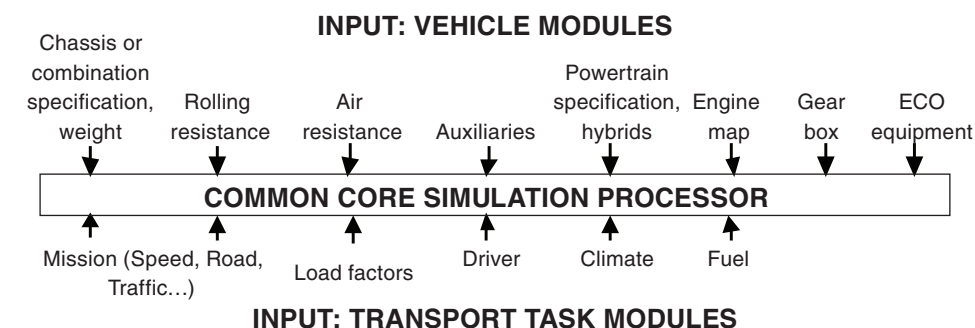 INPUT: VEHICLE MODULES
Chassis or
combination
specification,
weight
Rolling
resistance
Air
resistance
Auxiliaries
Powertrain
specification,
hybrids
Engine
map
Gear
box
ECO
equipment
COMMON CORE SIMULATION PROCESSOR
Mission (Speed, Road,
Traffic…)
Load factors
Driver
Climate
Fuel
INPUT: TRANSPORT TASK MODULES